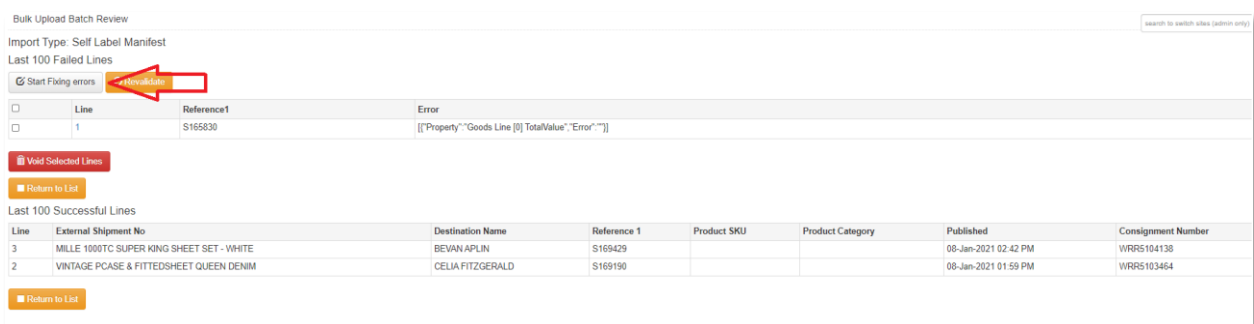 Bulk Upload Batch Review
search to switch sites (admin only)
Import Type: Self Label Manifest
Last 100 Failed Lines
Start Fixing errors Revalidate
Line Reference1 Error
1 S165830 [{"Property":"Goods Line [0] TotalValue","Error":""}]
Void Selected Lines
Return to List
Last 100 Successful Lines
Line External Shipment No Destination Name Reference 1 Product SKU Product Category Published Consignment Number
3 MILLE 1000TC SUPER KING SHEET SET - WHITE BEVAN APLIN S169429 08-Jan-2021 02:42 PM WRR5104138
2 VINTAGE PCASE & FITTEDSHEET QUEEN DENIM CELIA FITZGERALD S169190 08-Jan-2021 01:59 PM WRR5103464
Return to List